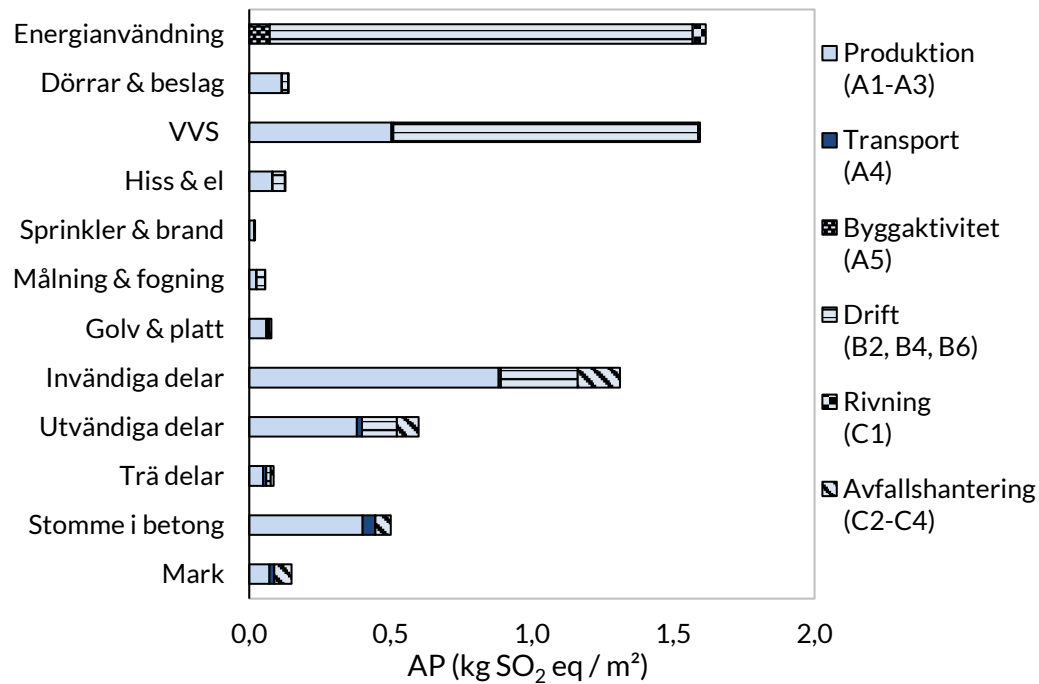 Energianvändning
Dörrar & beslag
VVS
Hiss & el
Sprinkler & brand
Målning & fogning
Golv & platt
Invändiga delar
Utvändiga delar
Trä delar
Stomme i betong
Mark
0,0 0,5 1,0 1,5 2,0
AP (kg SO₂ eq / m²)
Produktion
(A1-A3)
Transport
(A4)
Byggaktivitet
(A5)
Drift
(B2, B4, B6)
Rivning
(C1)
Avfallshantering
(C2-C4)